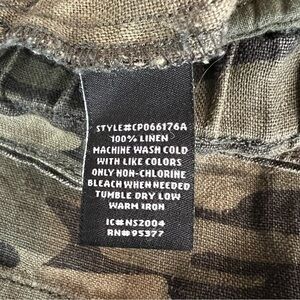 STYLE#CP066176A
100% LINEN
MACHINE WASH COLD
WITH LIKE COLORS
ONLY NON-CHLORINE
BLEACH WHEN NEEDED
TUMBLE DRY LOW
WARM IRON
IC#NS2004
RN#95377